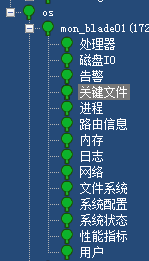 os
mon_blade01(172
处理器
磁盘IO
告警
关键文件
进程
路由信息
内存
日志
网络
文件系统
系统配置
系统状态
性能指标
用户